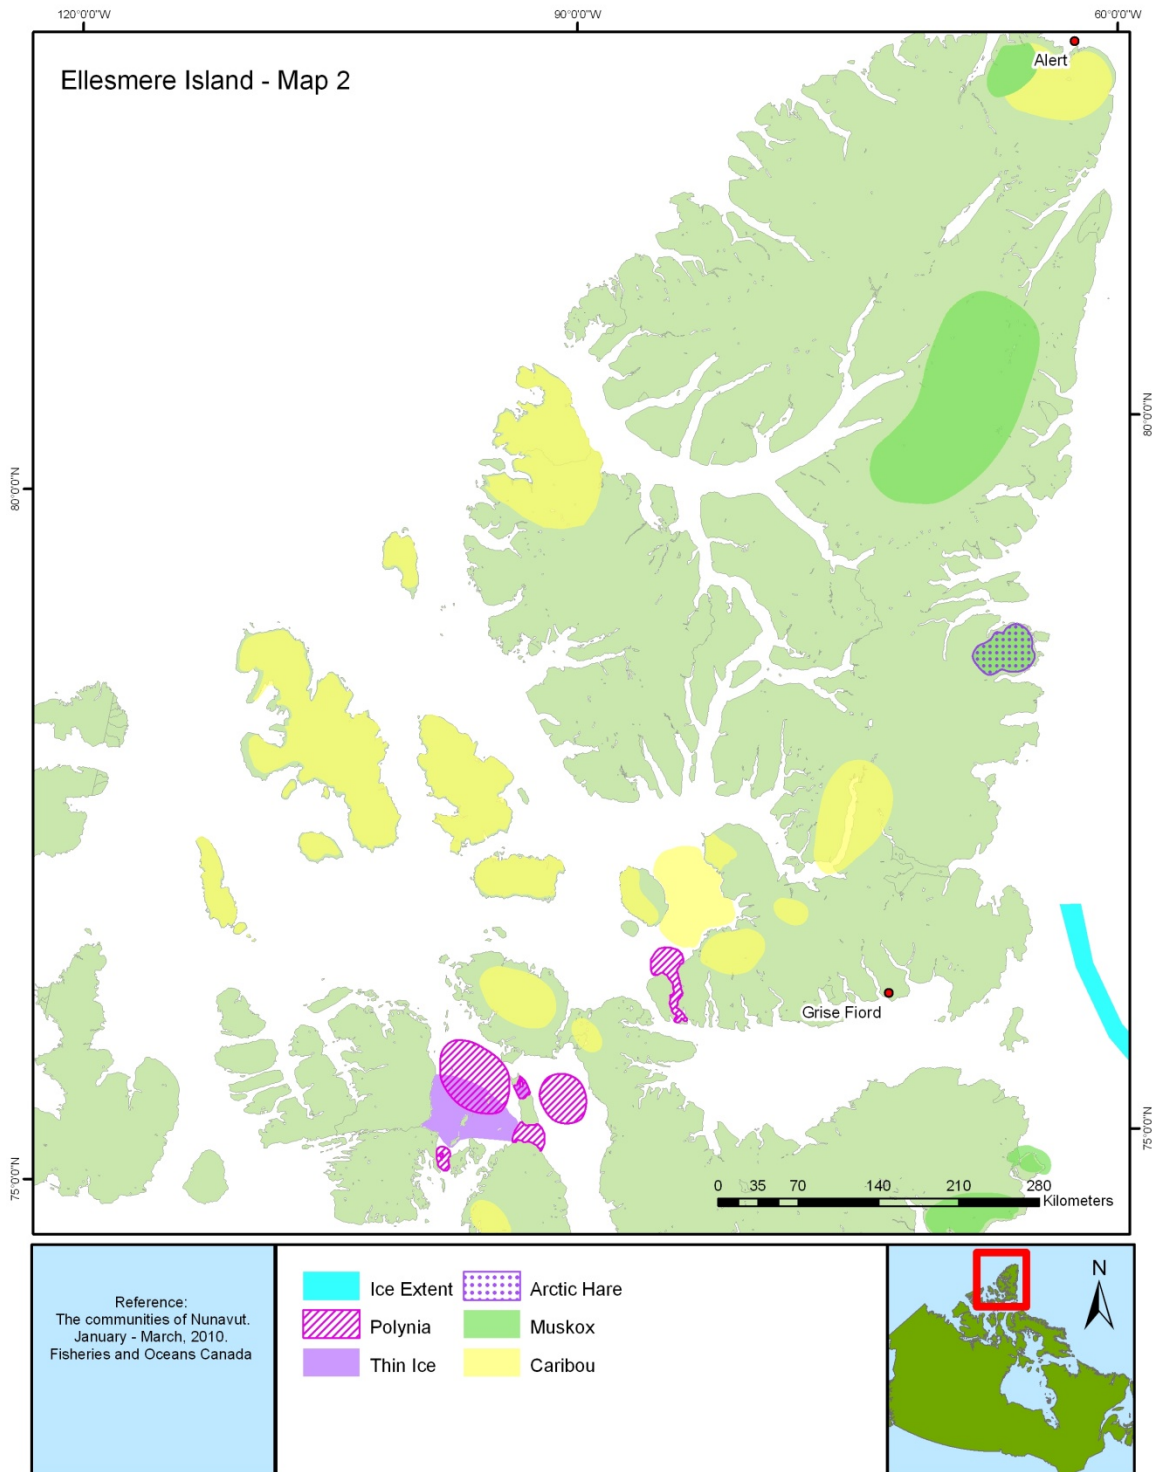 120°0'0"W 90°0'0"W 60°0'0"W
Ellesmere Island - Map 2
Alert
80°0'0"N
80°0'0"N
Grise Fiord
75°0'0"N
75°0'0"N
0 35 70 140 210 280
Kilometers
Reference:
The communities of Nunavut.
January - March, 2010.
Fisheries and Oceans Canada
Ice Extent
Polynia
Thin Ice
Arctic Hare
Muskox
Caribou
N